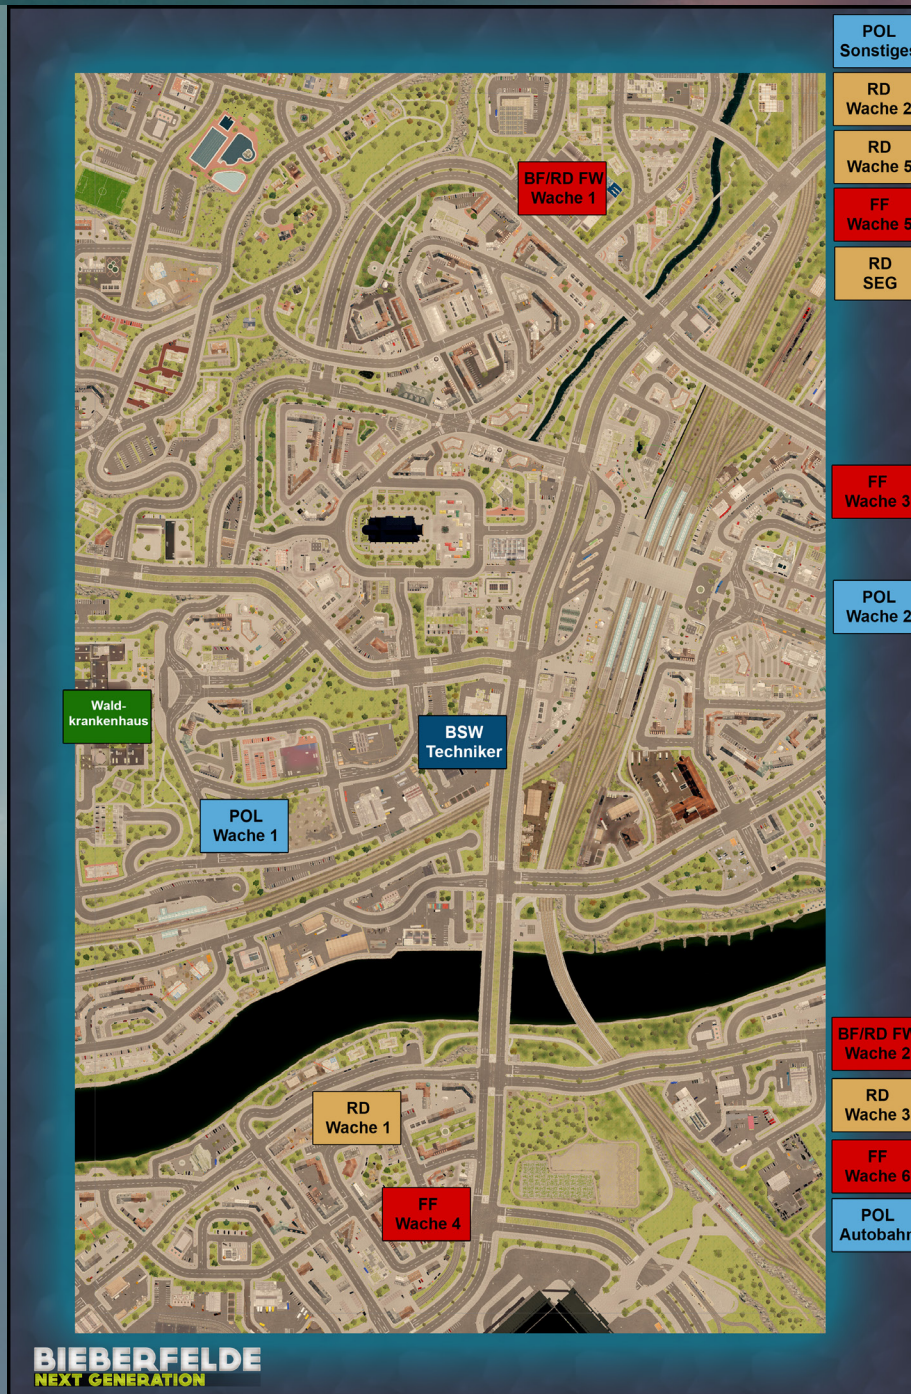 POL
Sonstiges
RD
Wache 2
RD
Wache 5
BF/RD FW
Wache 1
FF
Wache 5
RD
SEG
FF
Wache 3
POL
Wache 2
Wald-
krankenhaus
BSW
Techniker
POL
Wache 1
BF/RD FW
Wache 2
RD
Wache 3
RD
Wache 1
FF
Wache 6
FF
Wache 4
POL
Autobahn
BIEBERFELDE
NEXT GENERATION